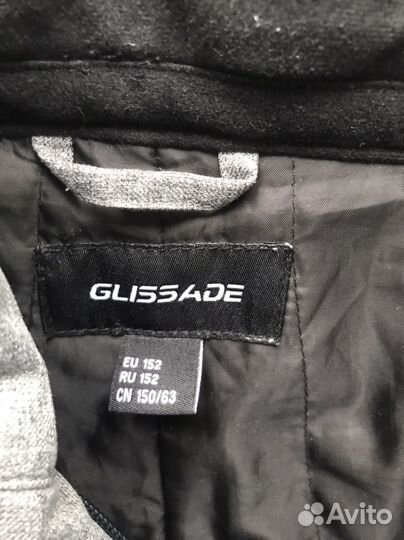 GLISSADE
EU 152
RU 152
CN 150/63
Avito